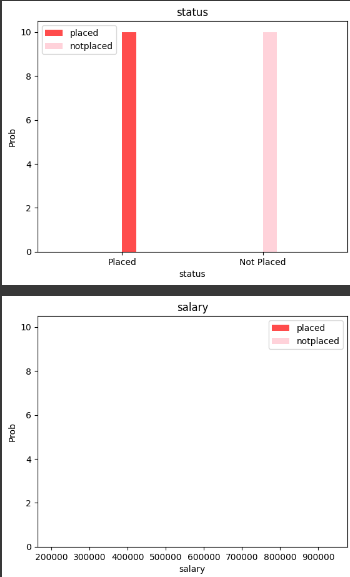 status
placed
notplaced
10
8
6
4
2
0
Prob
Placed
Not Placed
status
salary
placed
notplaced
10
8
6
4
2
0
Prob
200000 300000 400000 500000 600000 700000 800000 900000
salary